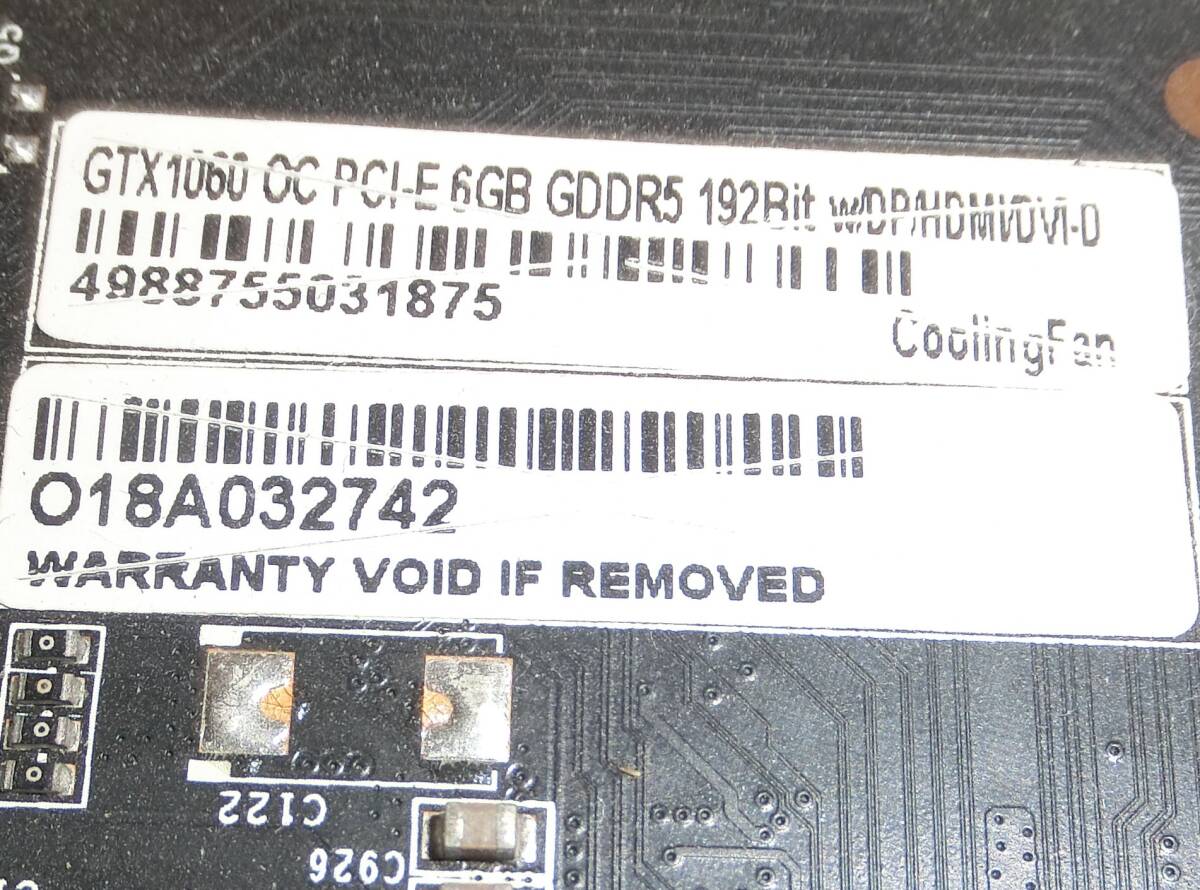 GTX1060 OC PCI-E 6GB GDDR5 192Bit w/DP/HDMI/DVI-D
4988755031875
CoolingFan
O18A032742
WARRANTY VOID IF REMOVED
C122
C926